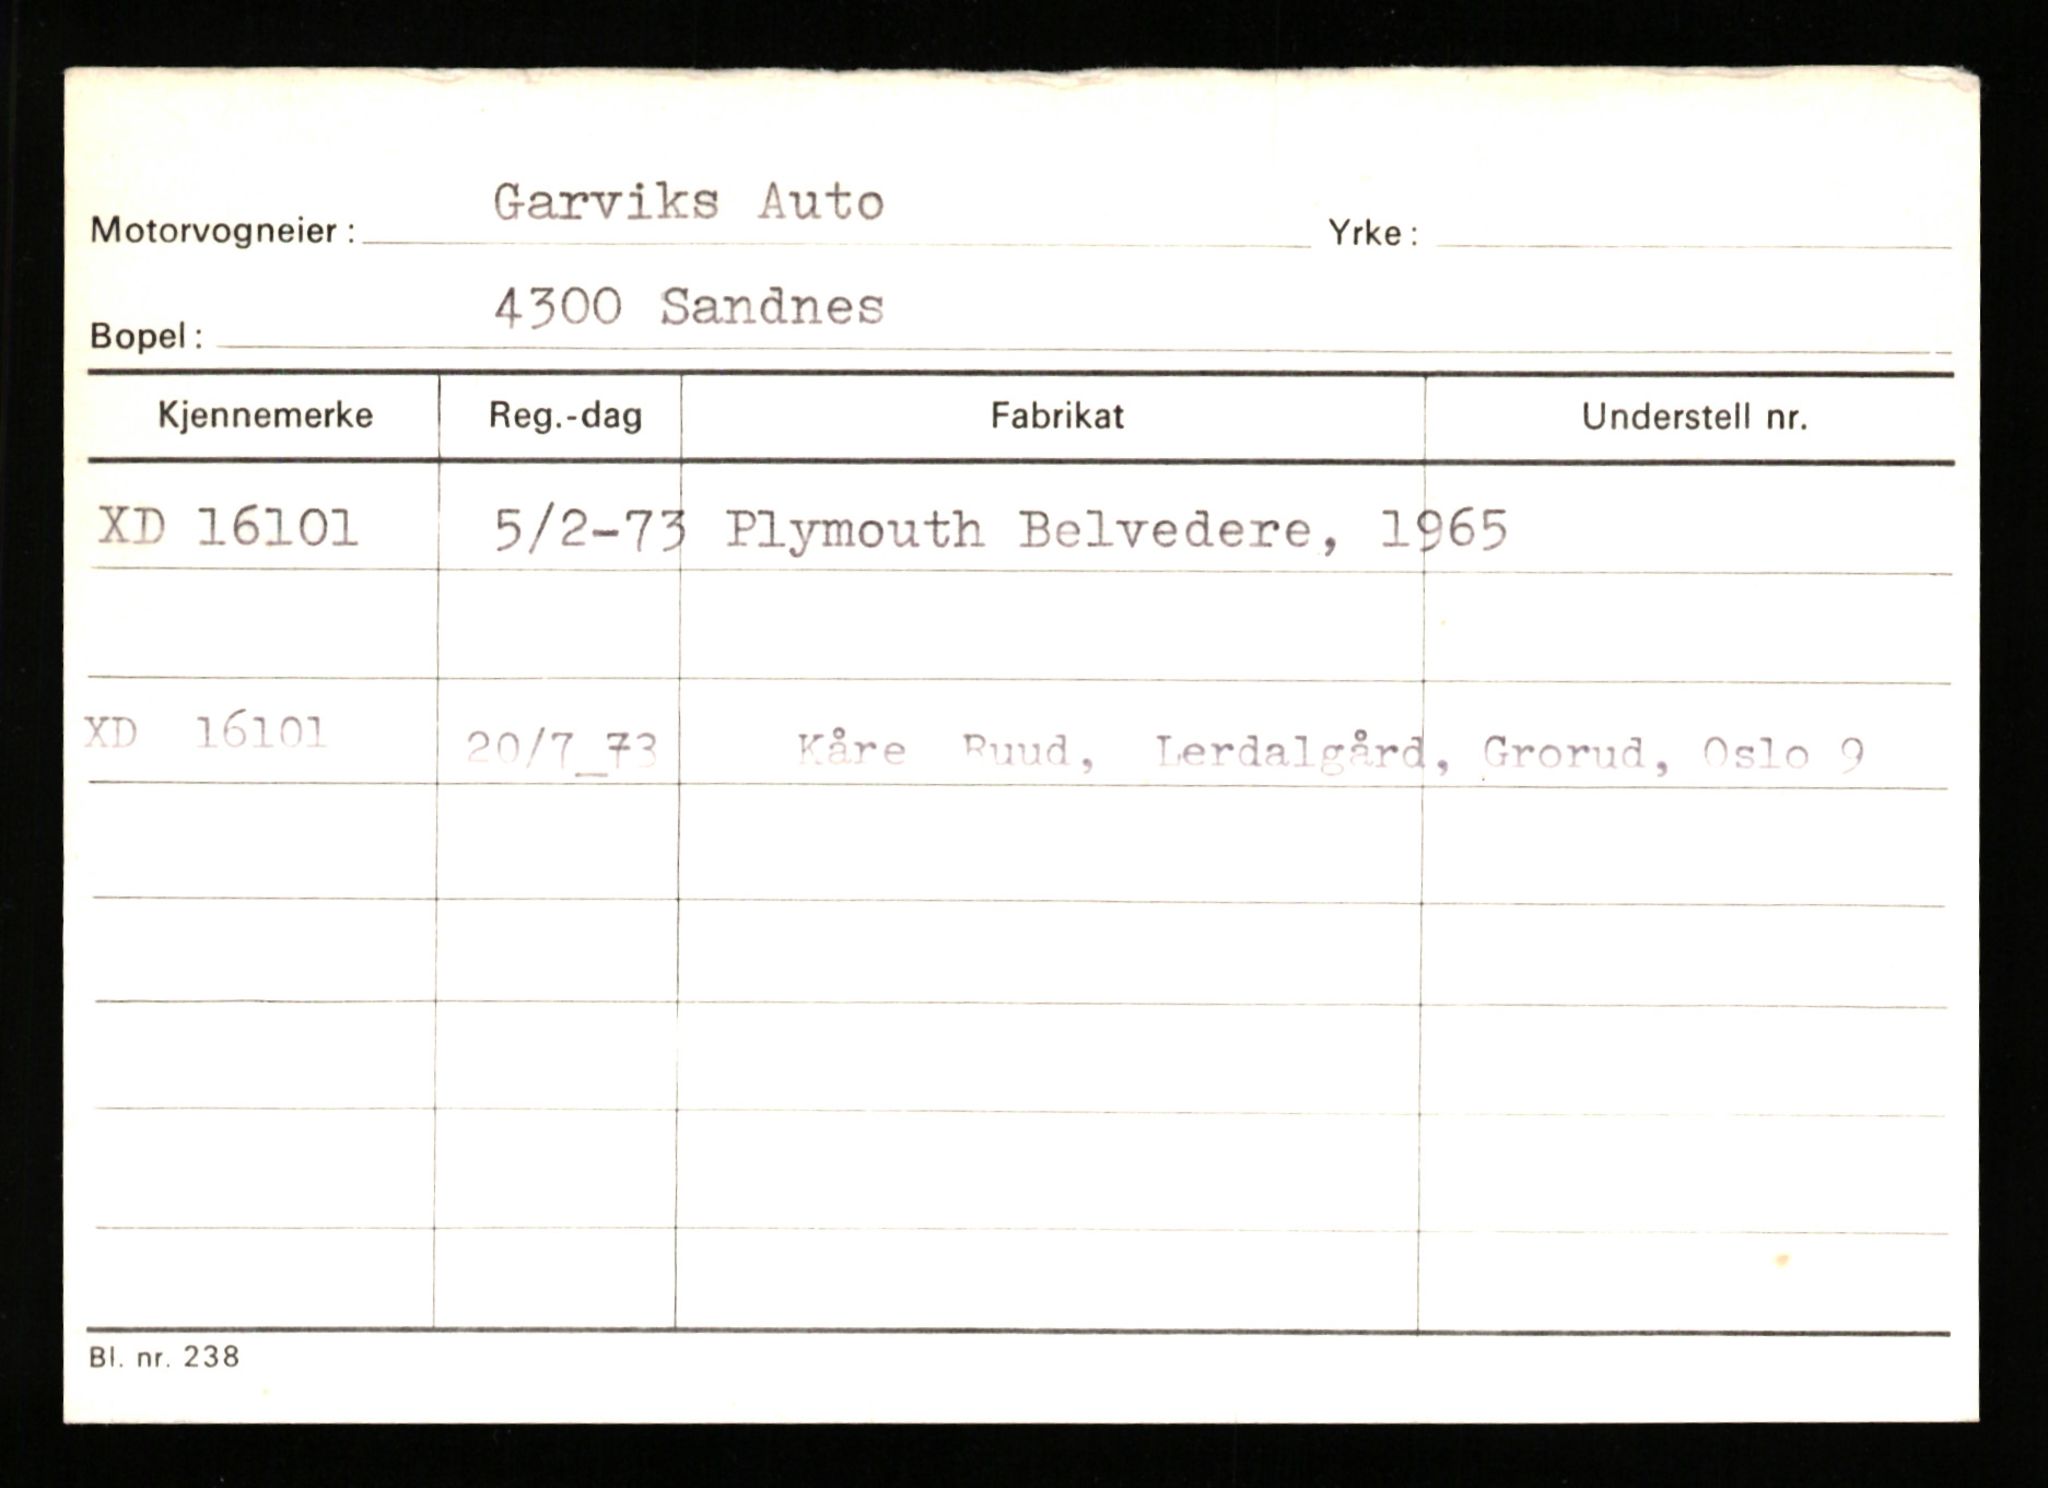 Garviks Auto
Motorvogneier: Yrke:
4300 Sandnes
Bopel:
Kjennemerke Reg.-dag Fabrikat Understell nr.
XD 16101 5/2-73 Plymouth Belvedere, 1965
XD 16101 20/7_73 Kåre Ruud, Lerdalgård, Grorud, Oslo 9
Bl. nr. 238